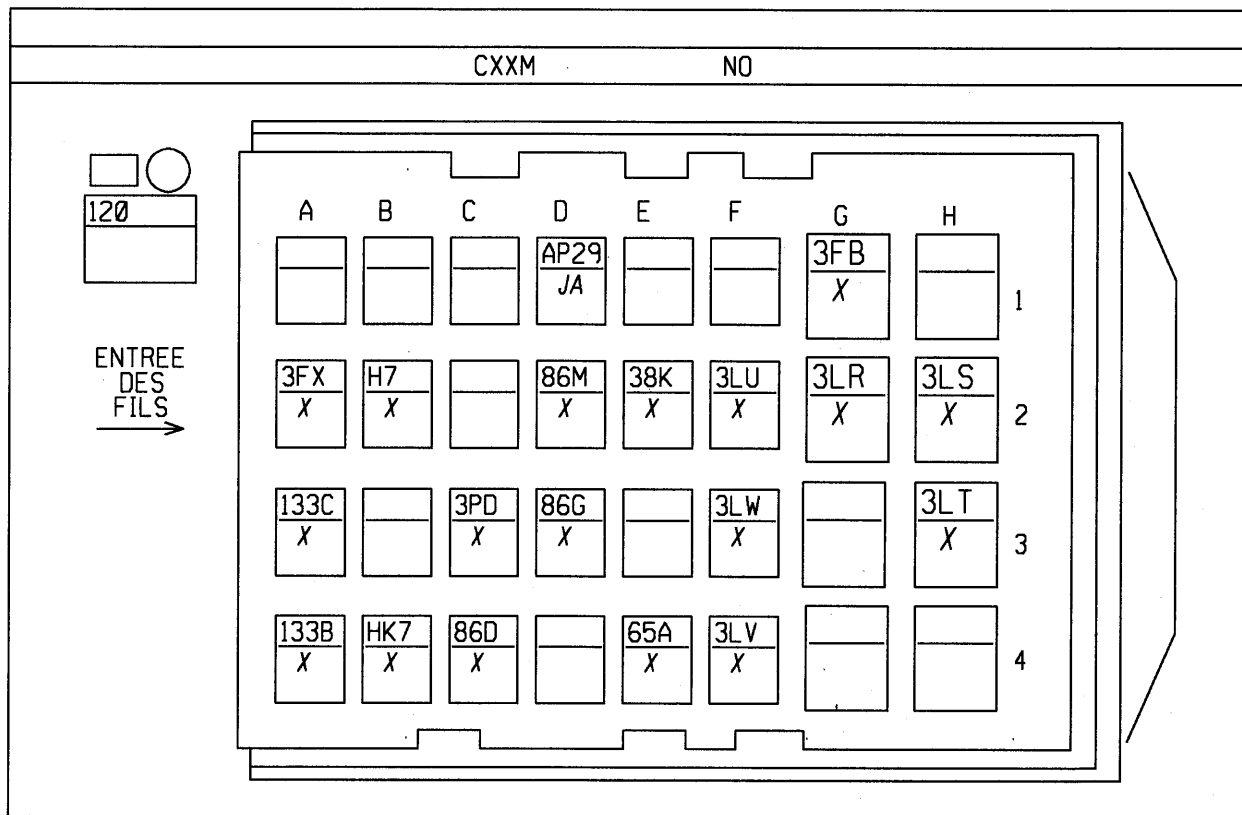 CXXM NO
120
A B C D E F G H
AP29 3FB
JA X
1
3FX H7 86M 38K 3LU 3LR 3LS
X X X X X X X
2
ENTREE
DES
FILS
133C 3PD 86G 3LW 3LT
X X X X X
3
133B HK7 86D 65A 3LV
X X X X X
4